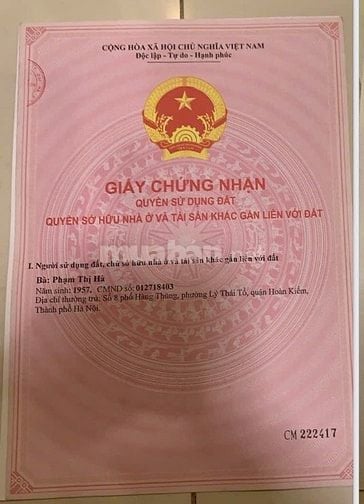 CỘNG HÒA XÃ HỘI CHỦ NGHĨA VIỆT NAM
Độc lập - Tự do - Hạnh phúc
GIẤY CHỨNG NHẬN
QUYỀN SỬ DỤNG ĐẤT
QUYỀN SỞ HỮU NHÀ Ở VÀ TÀI SẢN KHÁC GẮN LIỀN VỚI ĐẤT
I. Người sử dụng đất, chủ sở hữu nhà ở và tài sản khác gắn liền với đất
Bà: Phạm Thị Hà
Năm sinh: 1957, CMND số: 012718403
Địa chỉ thường trú: Số 8 phố Hàng Thùng, phường Lý Thái Tổ, quận Hoàn Kiếm,
Thành phố Hà Nội.
CM 222417